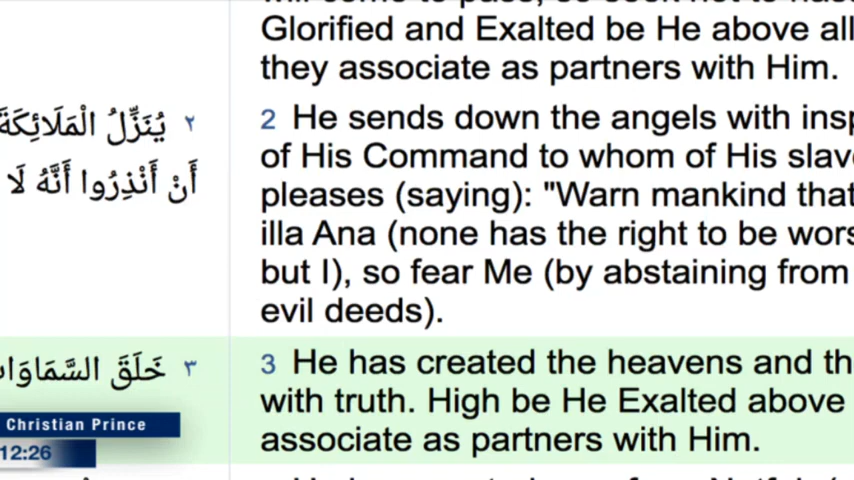 Glorified and Exalted be He above all
they associate as partners with Him.
يُنَزِّلُ الْمَلَائِكَةَ ٢
2 He sends down the angels with insp
of His Command to whom of His slav
أَنْ أَنْذِرُوا أَنَّهُ لَا
pleases (saying): "Warn mankind that
illa Ana (none has the right to be wors
but I), so fear Me (by abstaining from
evil deeds).
خَلَقَ السَّمَاوَا ٣
3 He has created the heavens and th
with truth. High be He Exalted above
associate as partners with Him.
Christian Prince
12:26